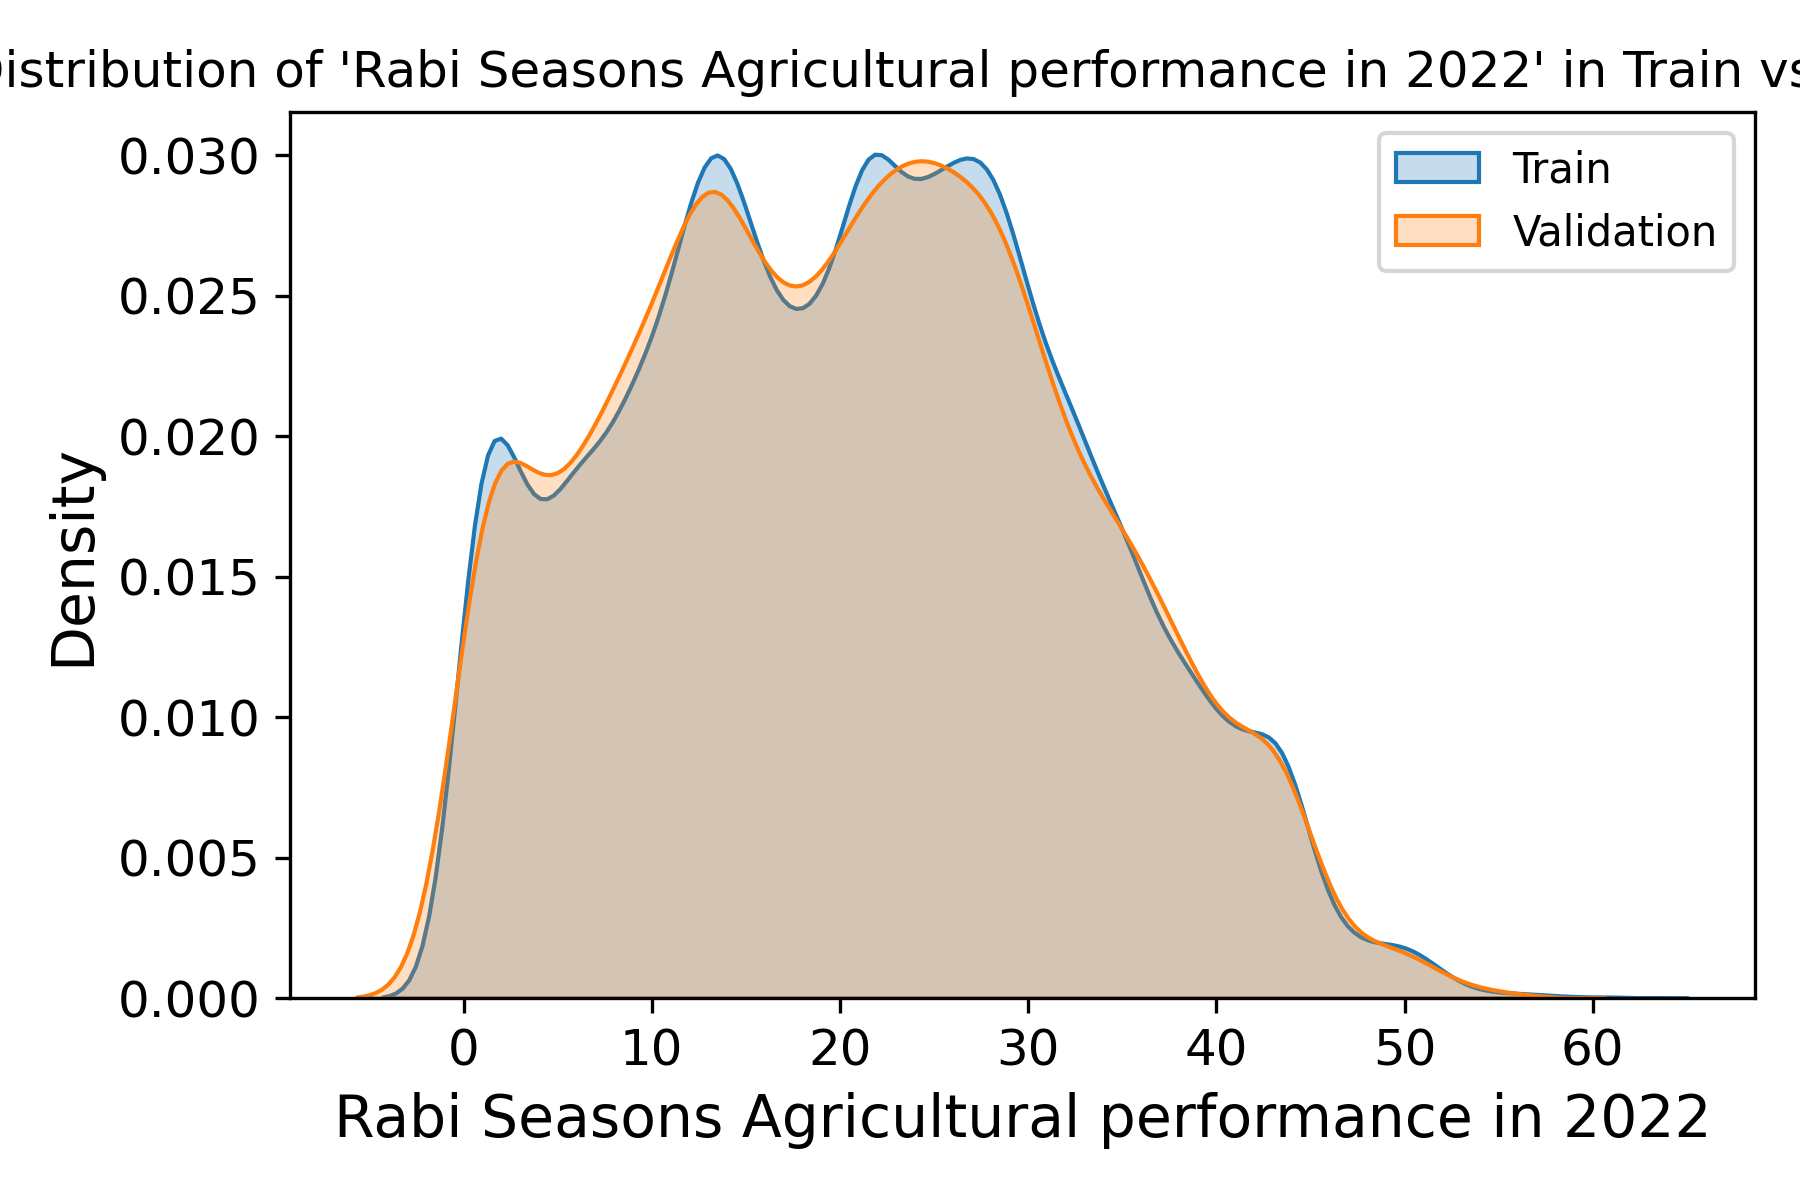 Distribution of 'Rabi Seasons Agricultural performance in 2022' in Train vs
Train
Validation
Density
0.030
0.025
0.020
0.015
0.010
0.005
0.000
0 10 20 30 40 50 60
Rabi Seasons Agricultural performance in 2022